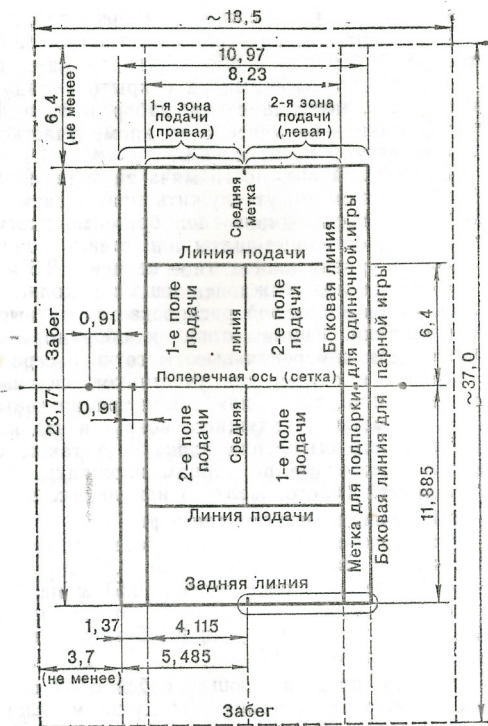 ~18,5
10,97
8,23
6,4
(не менее)
1-я зона
подачи
(правая)
2-я зона
подачи
(левая)
Средняя
метка
Линия подачи
Забег
0,91
1-е поле
подачи
Средняя линия
2-е поле
подачи
Боковая линия
Метка для подпорки для одиночной игры
Боковая линия для парной игры
6,4
~37,0
Поперечная ось (сетка)
23,77
0,91
2-е поле
подачи
1-е поле
подачи
11,885
Линия подачи
Задняя линия
1,37
4,115
3,7
(не менее)
5,485
Забег